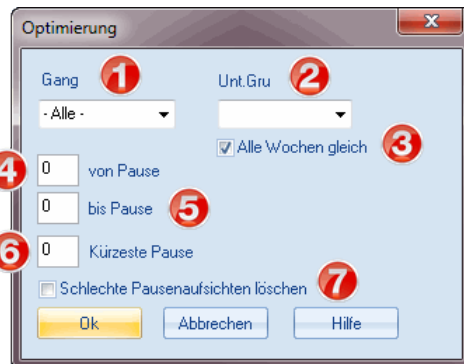 Optimierung
Gang 1 Unt.Gru 2
- Alle -
Alle Wochen gleich 3
4 0 von Pause
0 bis Pause 5
6 0 Kürzeste Pause
Schlechte Pausenaufsichten löschen 7
Ok Abbrechen Hilfe